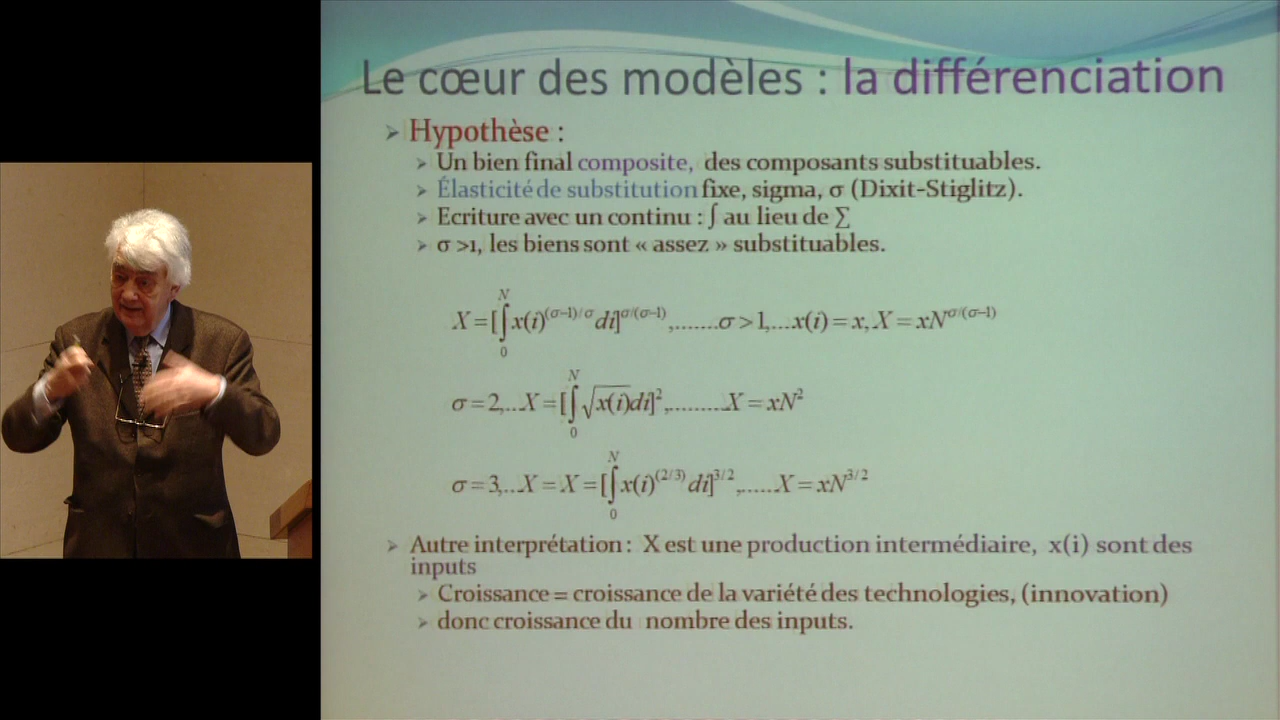 Le cœur des modèles : la différenciation
➢ Hypothèse :
➢ Un bien final composite, des composants substituables.
➢ Élasticité de substitution fixe, sigma, σ (Dixit-Stiglitz).
➢ Ecriture avec un continu : ∫ au lieu de ∑
➢ σ >1, les biens sont « assez » substituables.
X = [∫₀ᴺ x(i)^(σ−1)/σ di]^σ/(σ−1),.......σ > 1,...x(i) = x, X = xN^σ/(σ−1)
σ = 2,...X = [∫₀ᴺ √x(i)di]²,.........X = xN²
σ = 3,...X = X = [∫₀ᴺ x(i)^(2/3) di]^3/2,......X = xN^3/2
➢ Autre interprétation : X est une production intermédiaire, x(i) sont des
inputs
➢ Croissance = croissance de la variété des technologies, (innovation)
➢ donc croissance du nombre des inputs.